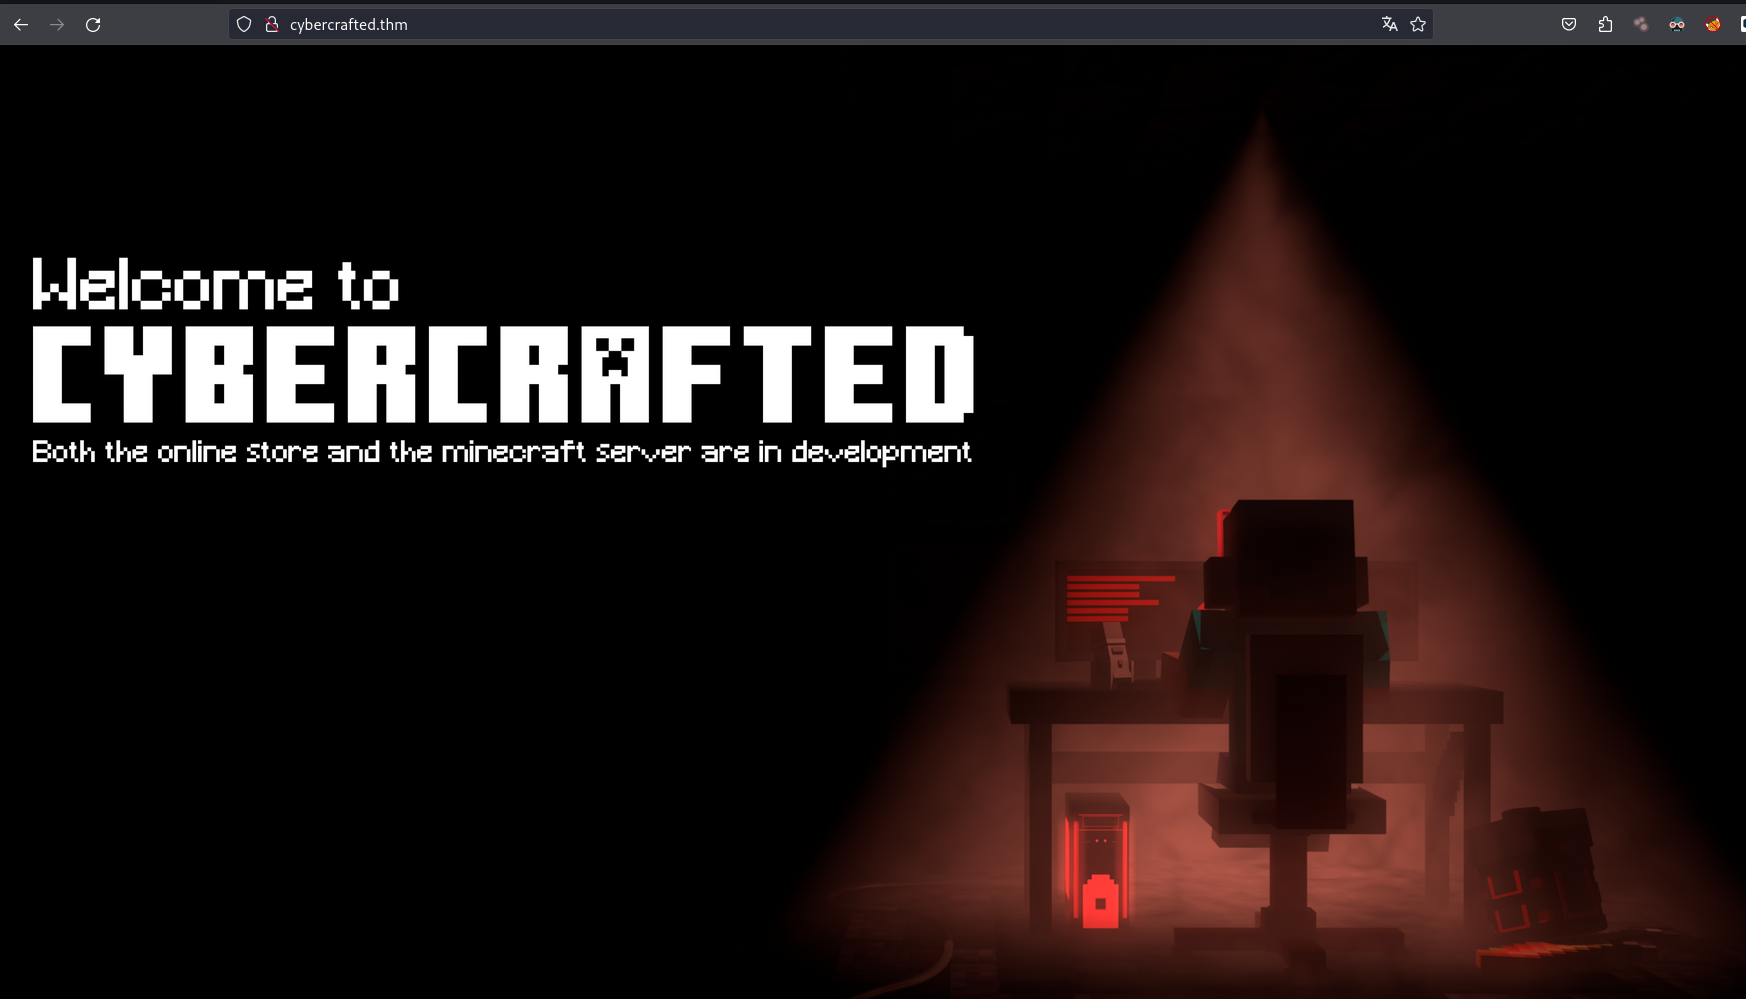 cybercrafted.thm
Welcome to
CYBERCRAFTED
Both the online store and the minecraft server are in development